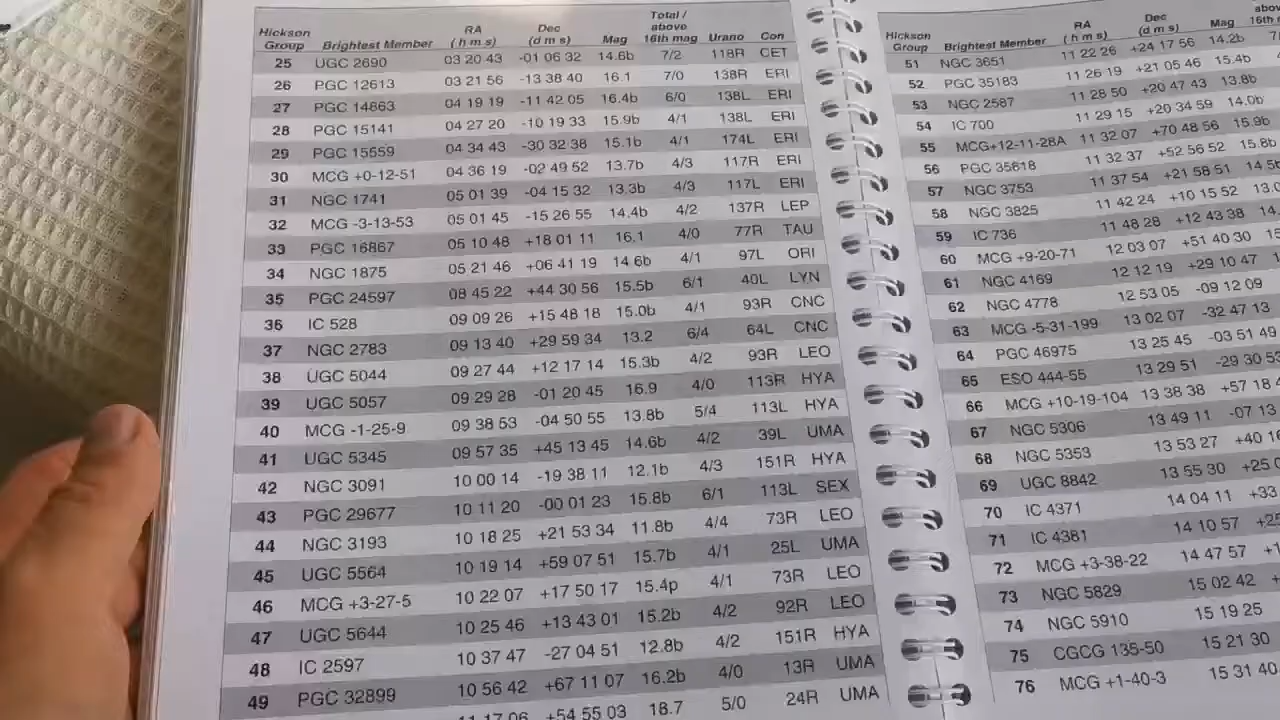 Hickson Group Brightest Member RA ( h m s) Dec (d m s) Mag Total / above 16th mag Urano Con
25 UGC 2690 03 20 43 -01 06 32 14.6b 7/2 118R CET
26 PGC 12613 03 21 56 -13 38 40 16.1 7/0 138R ERI
27 PGC 14663 04 19 19 -11 42 05 16.4b 6/0 138L ERI
28 PGC 15141 04 27 20 -10 19 33 15.9b 4/1 138L ERI
29 PGC 15559 04 34 43 -30 32 38 15.1b 4/1 174L ERI
30 MCG +0-12-51 04 36 19 -02 49 52 13.7b 4/3 117R ERI
31 NGC 1741 05 01 39 -04 15 32 13.3b 4/3 117L ERI
32 MCG -3-13-53 05 01 45 -15 26 55 14.4b 4/2 137R LEP
33 PGC 16867 05 10 48 +18 01 11 16.1 4/0 77R TAU
34 NGC 1875 05 21 46 +06 41 19 14.6b 4/1 97L ORI
35 PGC 24597 08 45 22 +44 30 56 15.5b 6/1 40L LYN
36 IC 528 09 09 26 +15 48 18 15.0b 4/1 93R CNC
37 NGC 2783 09 13 40 +29 59 34 13.2 6/4 64L CNC
38 UGC 5044 09 27 44 +12 17 14 15.3b 4/2 93R LEO
39 UGC 5057 09 29 28 -01 20 45 16.9 4/0 113R HYA
40 MCG -1-25-9 09 38 53 -04 50 55 13.8b 5/4 113L HYA
41 UGC 5345 09 57 35 +45 13 45 14.6b 4/2 39L UMA
42 NGC 3091 10 00 14 -19 38 11 12.1b 4/3 151R HYA
43 PGC 29677 10 11 20 -00 01 23 15.8b 6/1 113L SEX
44 NGC 3193 10 18 25 +21 53 34 11.8b 4/4 73R LEO
45 UGC 5564 10 19 14 +59 07 51 15.7b 4/1 25L UMA
46 MCG +3-27-5 10 22 07 +17 50 17 15.4p 4/1 73R LEO
47 UGC 5644 10 25 46 +13 43 01 15.2b 4/2 92R LEO
48 IC 2597 10 37 47 -27 04 51 12.8b 4/2 151R HYA
49 PGC 32899 10 56 42 +67 11 07 16.2b 4/0 13R UMA
11 17 06 +54 55 03 18.7 5/0 24R UMA
Hickson Group Brightest Member RA ( h m s) Dec (d m s) Mag 16th mag
51 NGC 3651 11 22 26 +24 17 56 14.2b
52 PGC 35183 11 26 19 +21 05 46 15.4b
53 NGC 2587 11 28 50 +20 47 43 13.8b
54 IC 700 11 29 15 +20 34 59 14.0b
55 MCG+12-11-28A 11 32 07 +70 48 56 15.9b
56 PGC 35618 11 32 37 +52 56 52 15.8b
57 NGC 3753 11 37 54 +21 58 51
58 NGC 3825 11 42 24 +10 15 52
59 IC 736 11 48 28 +12 43 38
60 MCG +9-20-71 12 03 07 +51 40 30
61 NGC 4169 12 12 19 +29 10 47
62 NGC 4778 12 53 05 -09 12 09
63 MCG -5-31-199 13 02 07 -32 47 13
64 PGC 46975 13 25 45 -03 51 49
65 ESO 444-55 13 29 51 -29 30
66 MCG +10-19-104 13 38 38 +57 18
67 NGC 5306 13 49 11 -07 13
68 NGC 5353 13 53 27 +40
69 UGC 8842 13 55 30 +25
70 IC 4371 14 04 11 +33
71 IC 4381 14 10 57
72 MCG +3-38-22 14 47 57
73 NGC 5829 15 02 42
74 NGC 5910 15 19 25
75 CGCG 135-50 15 21 30
76 MCG +1-40-3 15 31 40